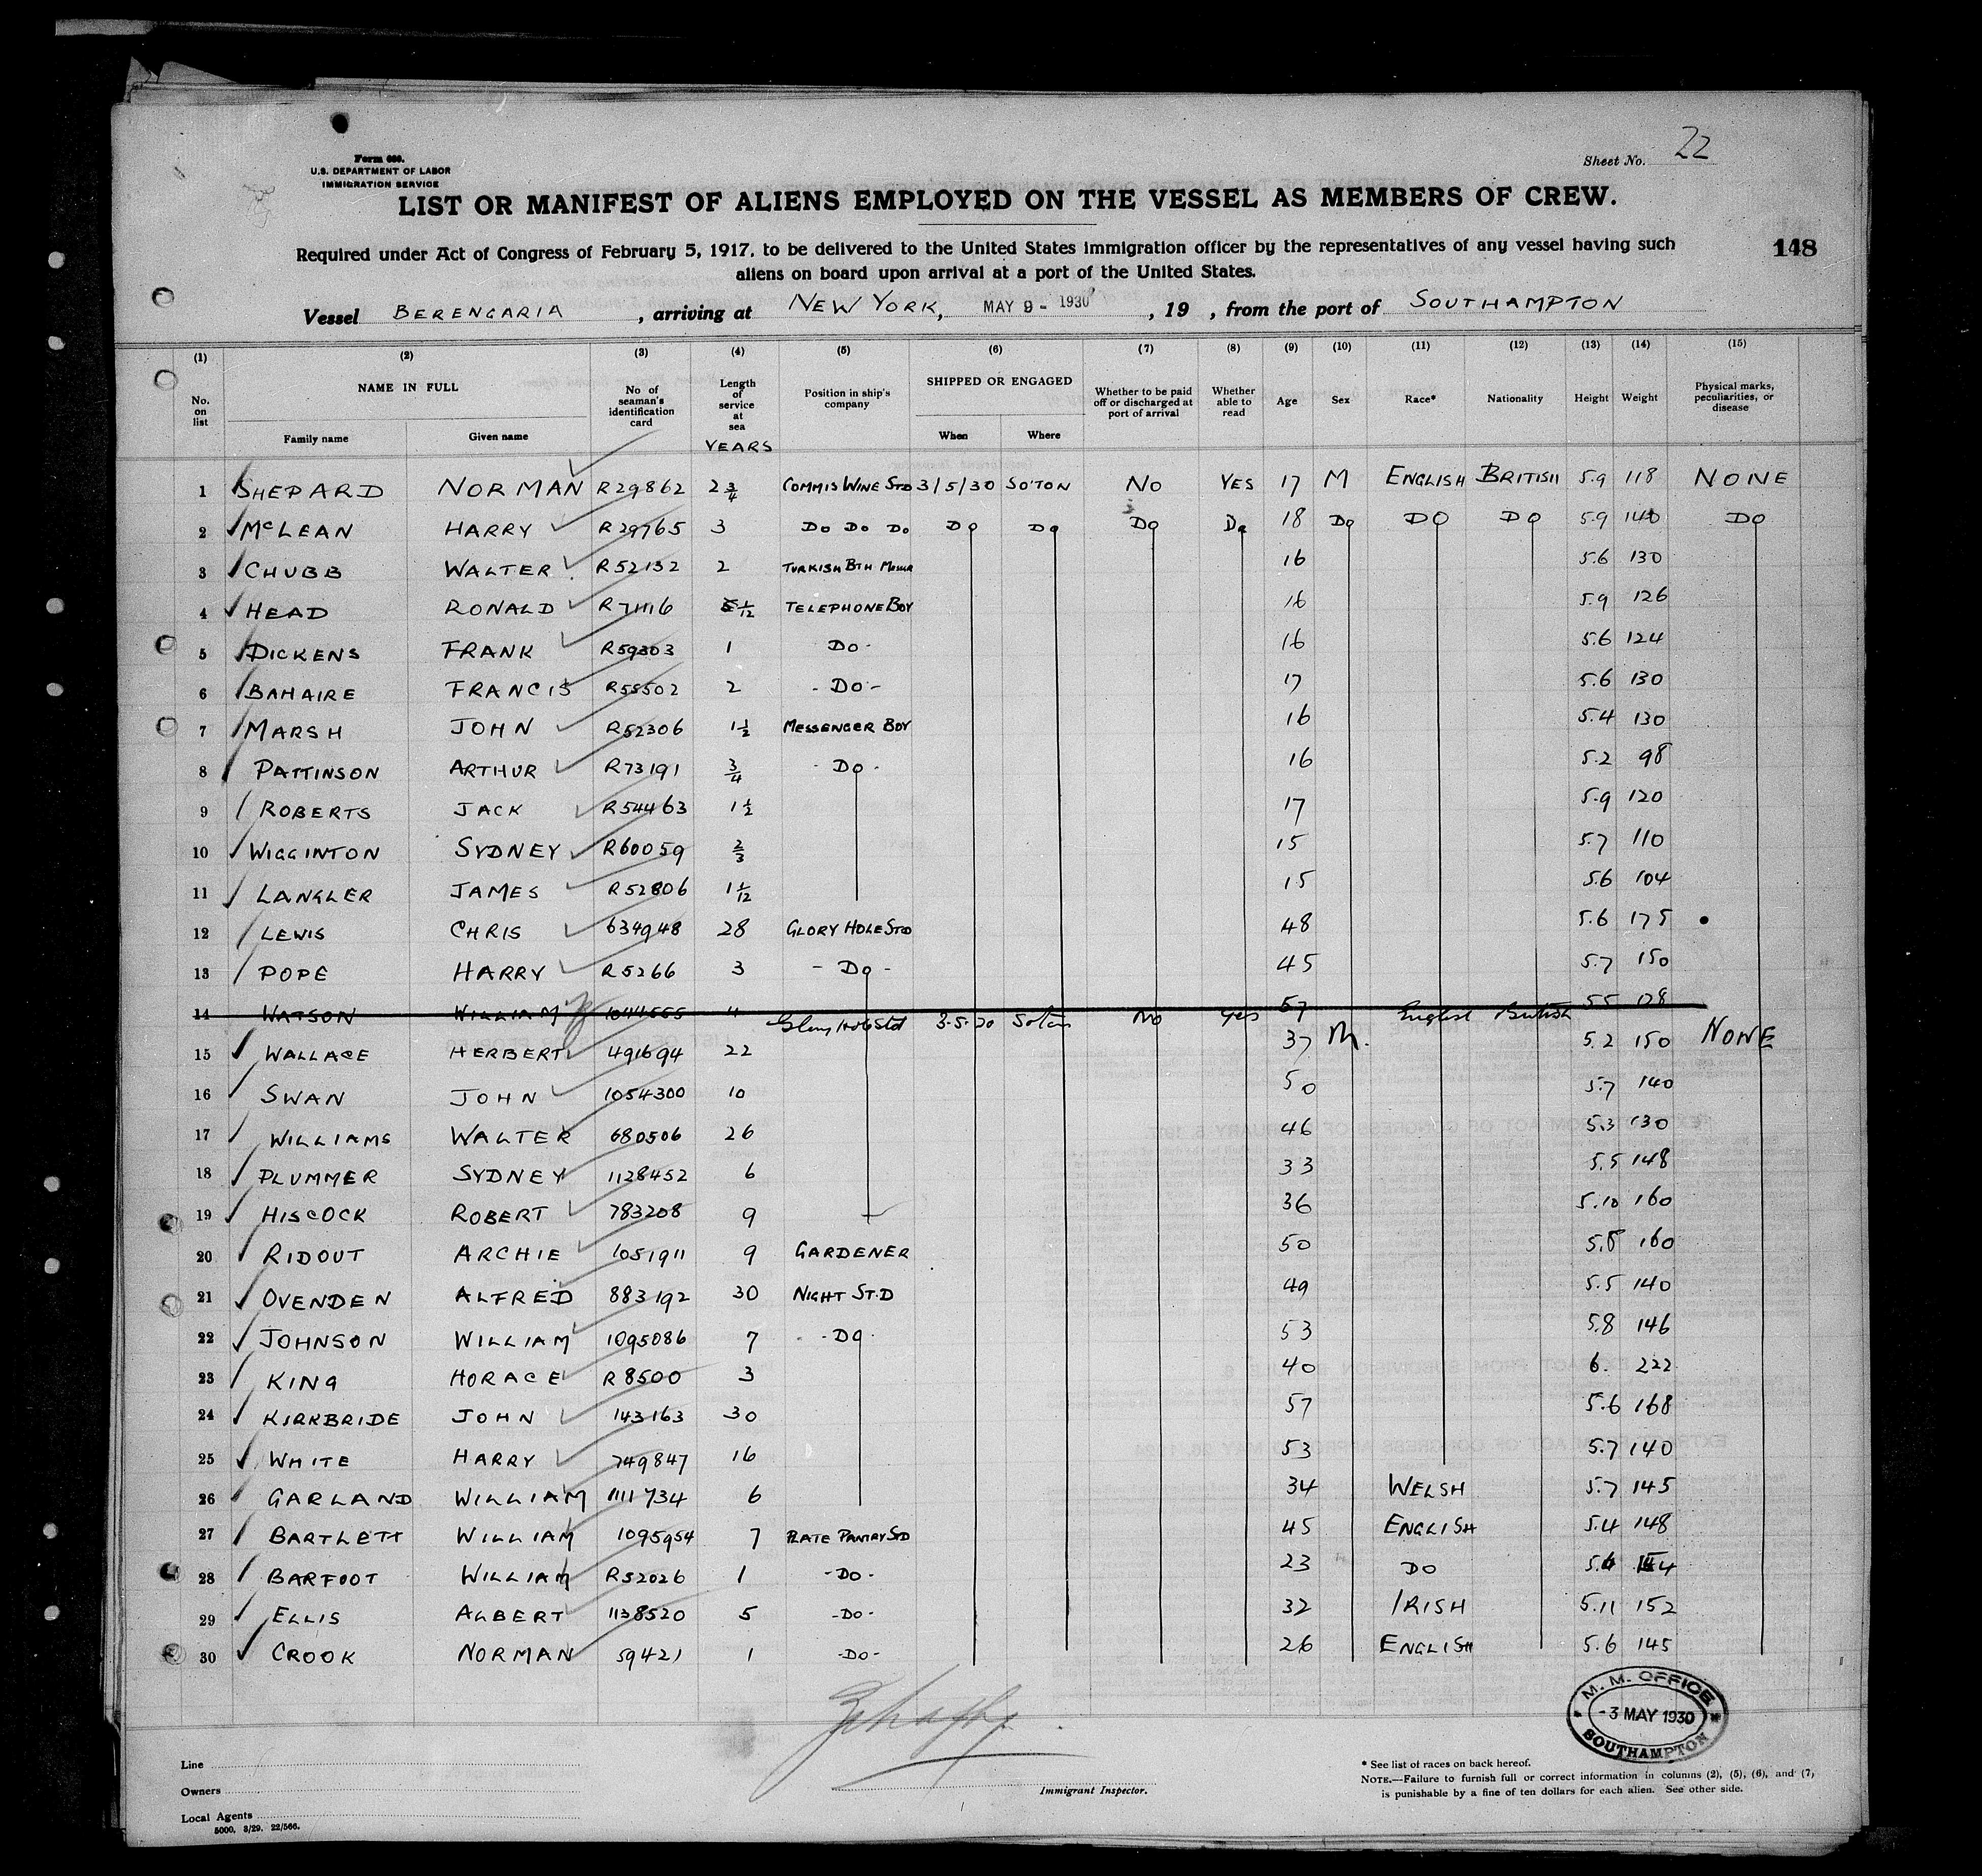 Sheet No. 22
Form 680.
U.S. DEPARTMENT OF LABOR
IMMIGRATION SERVICE
LIST OR MANIFEST OF ALIENS EMPLOYED ON THE VESSEL AS MEMBERS OF CREW.
Required under Act of Congress of February 5, 1917, to be delivered to the United States immigration officer by the representatives of any vessel having such
aliens on board upon arrival at a port of the United States.
148
Vessel BERENGARIA, arriving at NEW YORK, MAY 9 - 1930, 19 , from the port of SOUTHAMPTON
(1) (2) (3) (4) (5) (6) (7) (8) (9) (10) (11) (12) (13) (14) (15)
No. on list NAME IN FULL Family name Given name No. of seaman's identification card Length of service at sea YEARS Position in ship's company SHIPPED OR ENGAGED When Where Whether to be paid off or discharged at port of arrival Whether able to read Age Sex Race* Nationality Height Weight Physical marks, peculiarities, or disease
1 SHEPARD NORMAN R29862 2 3/4 COMMIS WINE STD 3/5/30 SO'TON NO YES 17 M ENGLISH BRITISH 5.9 118 NONE
2 McLEAN HARRY R29765 3 DO DO DO DO DO DO DO 18 DO DO DO 5.9 140 DO
3 CHUBB WALTER R52132 2 TURKISH BTH 16 5.6 130
4 HEAD RONALD 1/12 TELEPHONE BOY 16 5.9 126
5 DICKENS FRANK R59303 1 DO 16 5.6 124
6 BAHAIRE FRANCIS R58502 2 - DO - 17 5.6 130
7 MARSH JOHN R52306 1 1/2 MESSENGER BOY 16 5.4 130
8 PATTINSON ARTHUR R73191 3/4 - DO - 16 5.2 98
9 ROBERTS JACK R54463 1 1/2 17 5.9 120
10 WIGGINTON SYDNEY R60059 2/3 15 5.7 110
11 LANGLER JAMES R52806 1 1/12 15 5.6 104
12 LEWIS CHRIS 634948 28 GLORY HOLE STD 48 5.6 175
13 POPE HARRY R5266 3 - DO - 45 5.7 150
14 WATSON WILLIAM 1044555 4 57 5.5 128
15 WALLACE HERBERT 491694 22 Glory Hole Std 3.5.30 Soton No Yes 37 M. English British 5.2 150 NONE
16 SWAN JOHN 1054300 10 50 5.7 140
17 WILLIAMS WALTER 680506 26 46 5.3 130
18 PLUMMER SYDNEY 1128452 6 33 5.5 148
19 HISCOCK ROBERT 783208 9 36 5.10 160
20 RIDOUT ARCHIE 1051911 9 GARDENER 50 5.8 160
21 OVENDEN ALFRED 883192 30 NIGHT ST.D 49 5.5 140
22 JOHNSON WILLIAM 1095086 7 - DO - 53 5.8 146
23 KING HORACE R8500 3 40 6. 222
24 KIRKBRIDE JOHN 143163 30 57 5.6 168
25 WHITE HARRY 749847 16 53 5.7 140
26 GARLAND WILLIAM 1111734 6 34 WELSH 5.7 145
27 BARTLETT WILLIAM 1095954 7 PLATE PANTRY STD 45 ENGLISH 5.4 148
28 BARFOOT WILLIAM R52026 1 - DO - 23 DO 5.6
29 ELLIS ALBERT 1138520 5 - DO - 32 IRISH 5.11 152
30 CROOK NORMAN 59421 1 - DO - 26 ENGLISH 5.6 145
M. M. OFFICE
- 3 MAY 1930
SOUTHAMPTON
Line
Owners
Local Agents
5000. 3/29. 22/566.
Immigrant Inspector.
* See list of races on back hereof.
NOTE.—Failure to furnish full or correct information in columns (2), (5), (6), and (7,
is punishable by a fine of ten dollars for each alien. See other side.